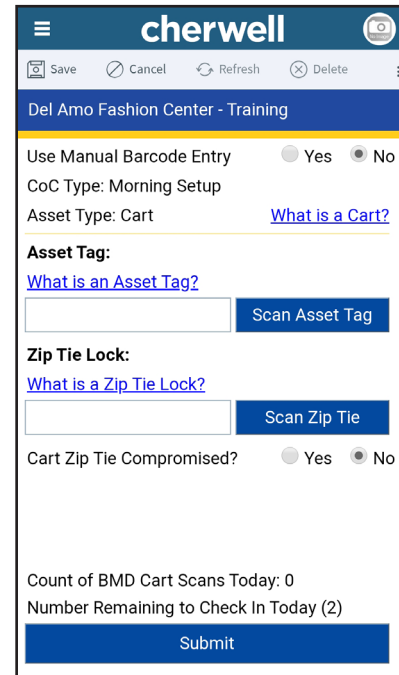 cherwell
Save Cancel Refresh Delete
Del Amo Fashion Center - Training
Use Manual Barcode Entry Yes No
CoC Type: Morning Setup
Asset Type: Cart What is a Cart?
Asset Tag:
What is an Asset Tag?
Scan Asset Tag
Zip Tie Lock:
What is a Zip Tie Lock?
Scan Zip Tie
Cart Zip Tie Compromised? Yes No
Count of BMD Cart Scans Today: 0
Number Remaining to Check In Today (2)
Submit